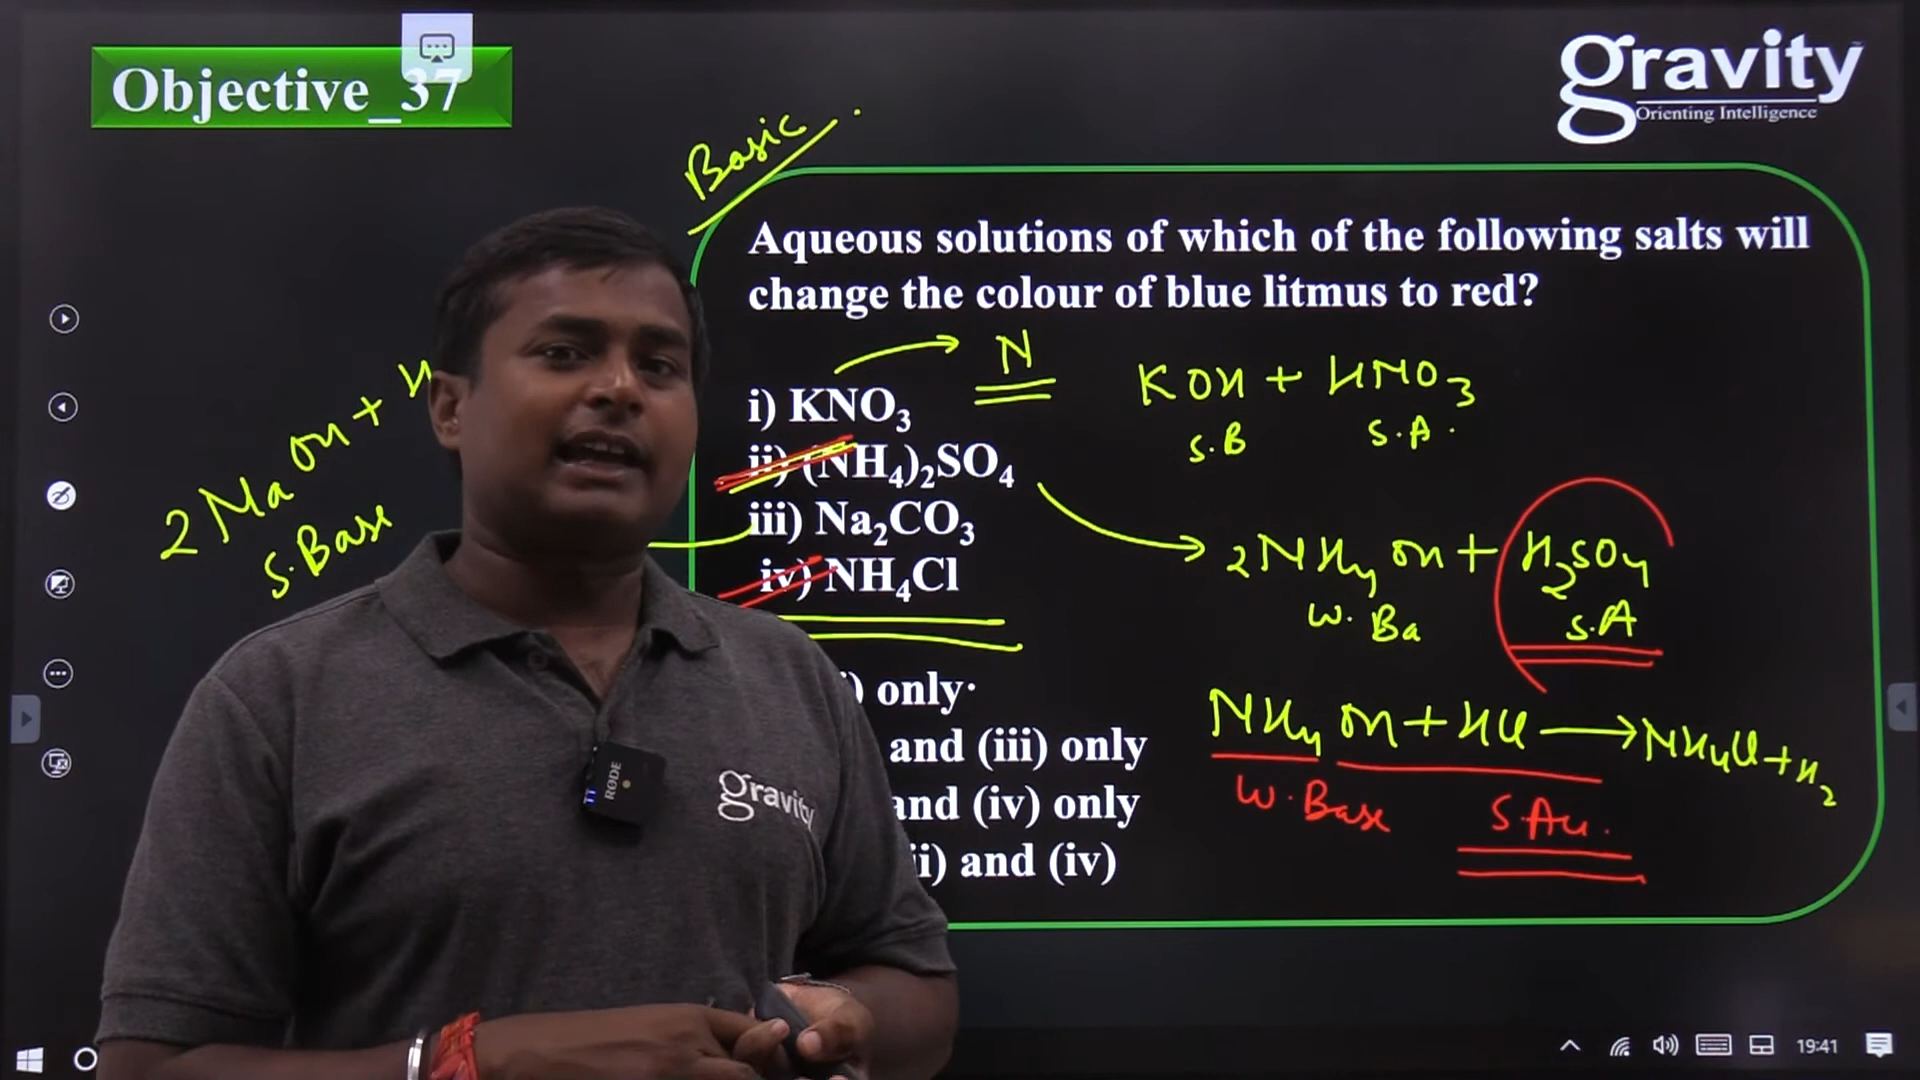 Objective_37
gravity
Orienting Intelligence
Basic
Aqueous solutions of which of the following salts will
change the colour of blue litmus to red?
N
i) KNO3
KOH + HNO3
S.B
S.A.
ii) (NH4)2SO4
iii) Na2CO3
iv) NH4Cl
2NaOH + H
S.Base
2NH4OH + H2SO4
W. Ba
S.A
) only
and (iii) only
and (iv) only
i) and (iv)
NH4OH + HCl → NH4Cl + H2
W. Base
gravity
RØDE
19:41